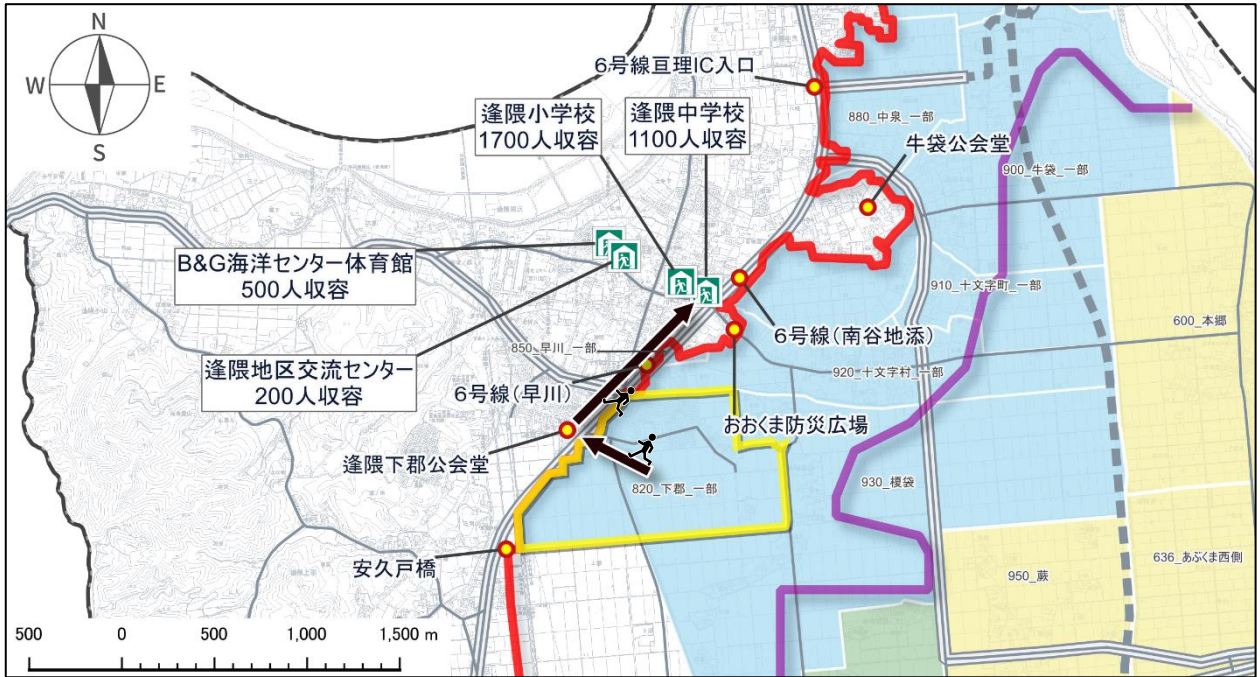 N
W E
S
6号線亘理IC入口
逢隈小学校
1700人収容
逢隈中学校
1100人収容
880_中泉_一部
牛袋公会堂
900_牛袋_一部
B&G海洋センター体育館
500人収容
910_十文字町_一部
6号線(南谷地添)
600_本郷
850_早川_一部
逢隈地区交流センター
200人収容
920_十文字村_一部
6号線(早川)
おおくま防災広場
逢隈下郡公会堂
820_下郡_一部
930_榎袋
安久戸橋
950_蕨
636_あぶくま西側
500 0 500 1,000 1,500 m